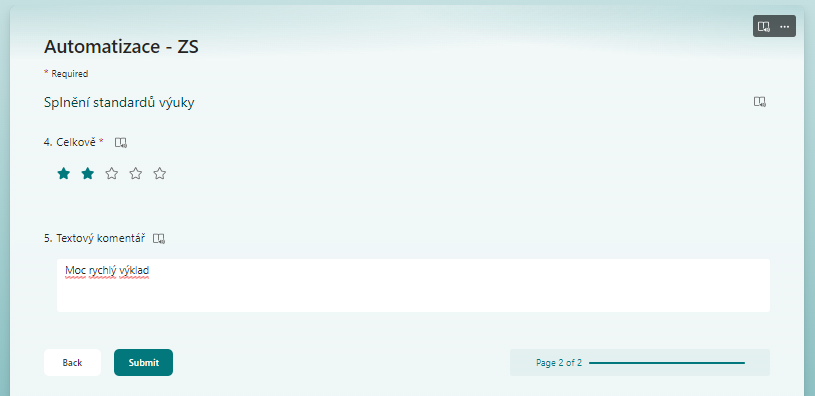 Automatizace - ZS
* Required
Splnění standardů výuky
4. Celkově *
5. Textový komentář
Moc rychlý výklad
Back
Submit
Page 2 of 2